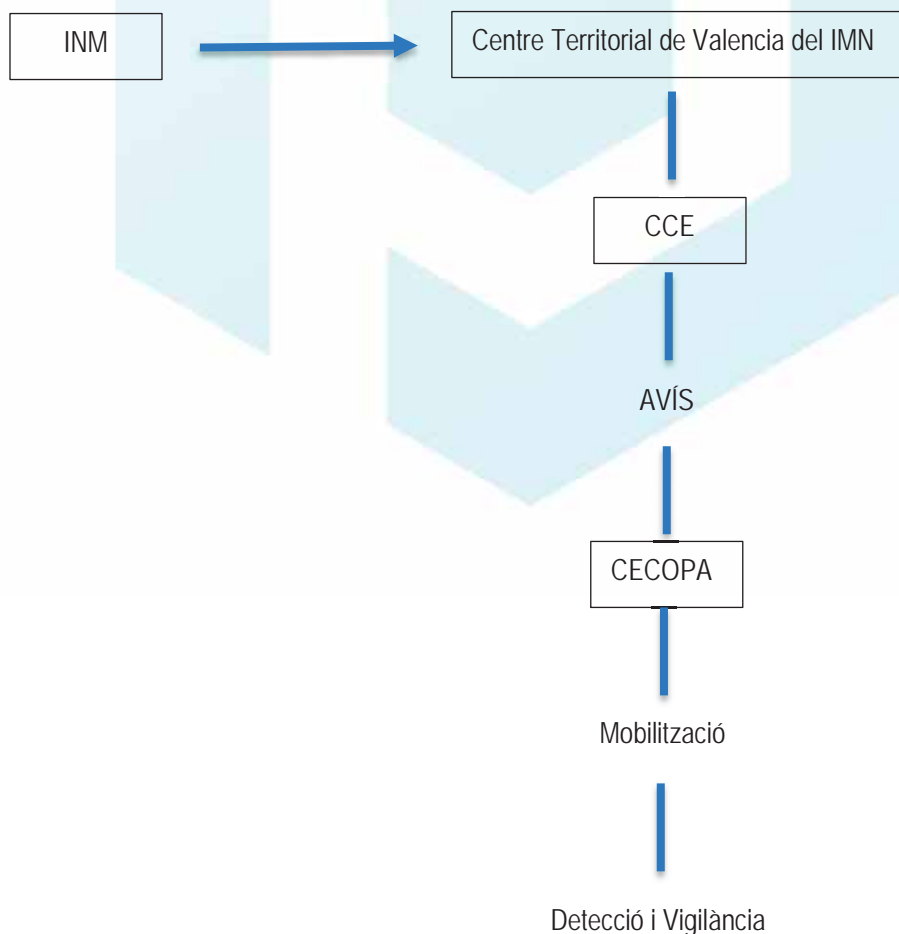 INM
Centre Territorial de Valencia del IMN
CCE
AVÍS
CECOPA
Mobilització
Detecció i Vigilància